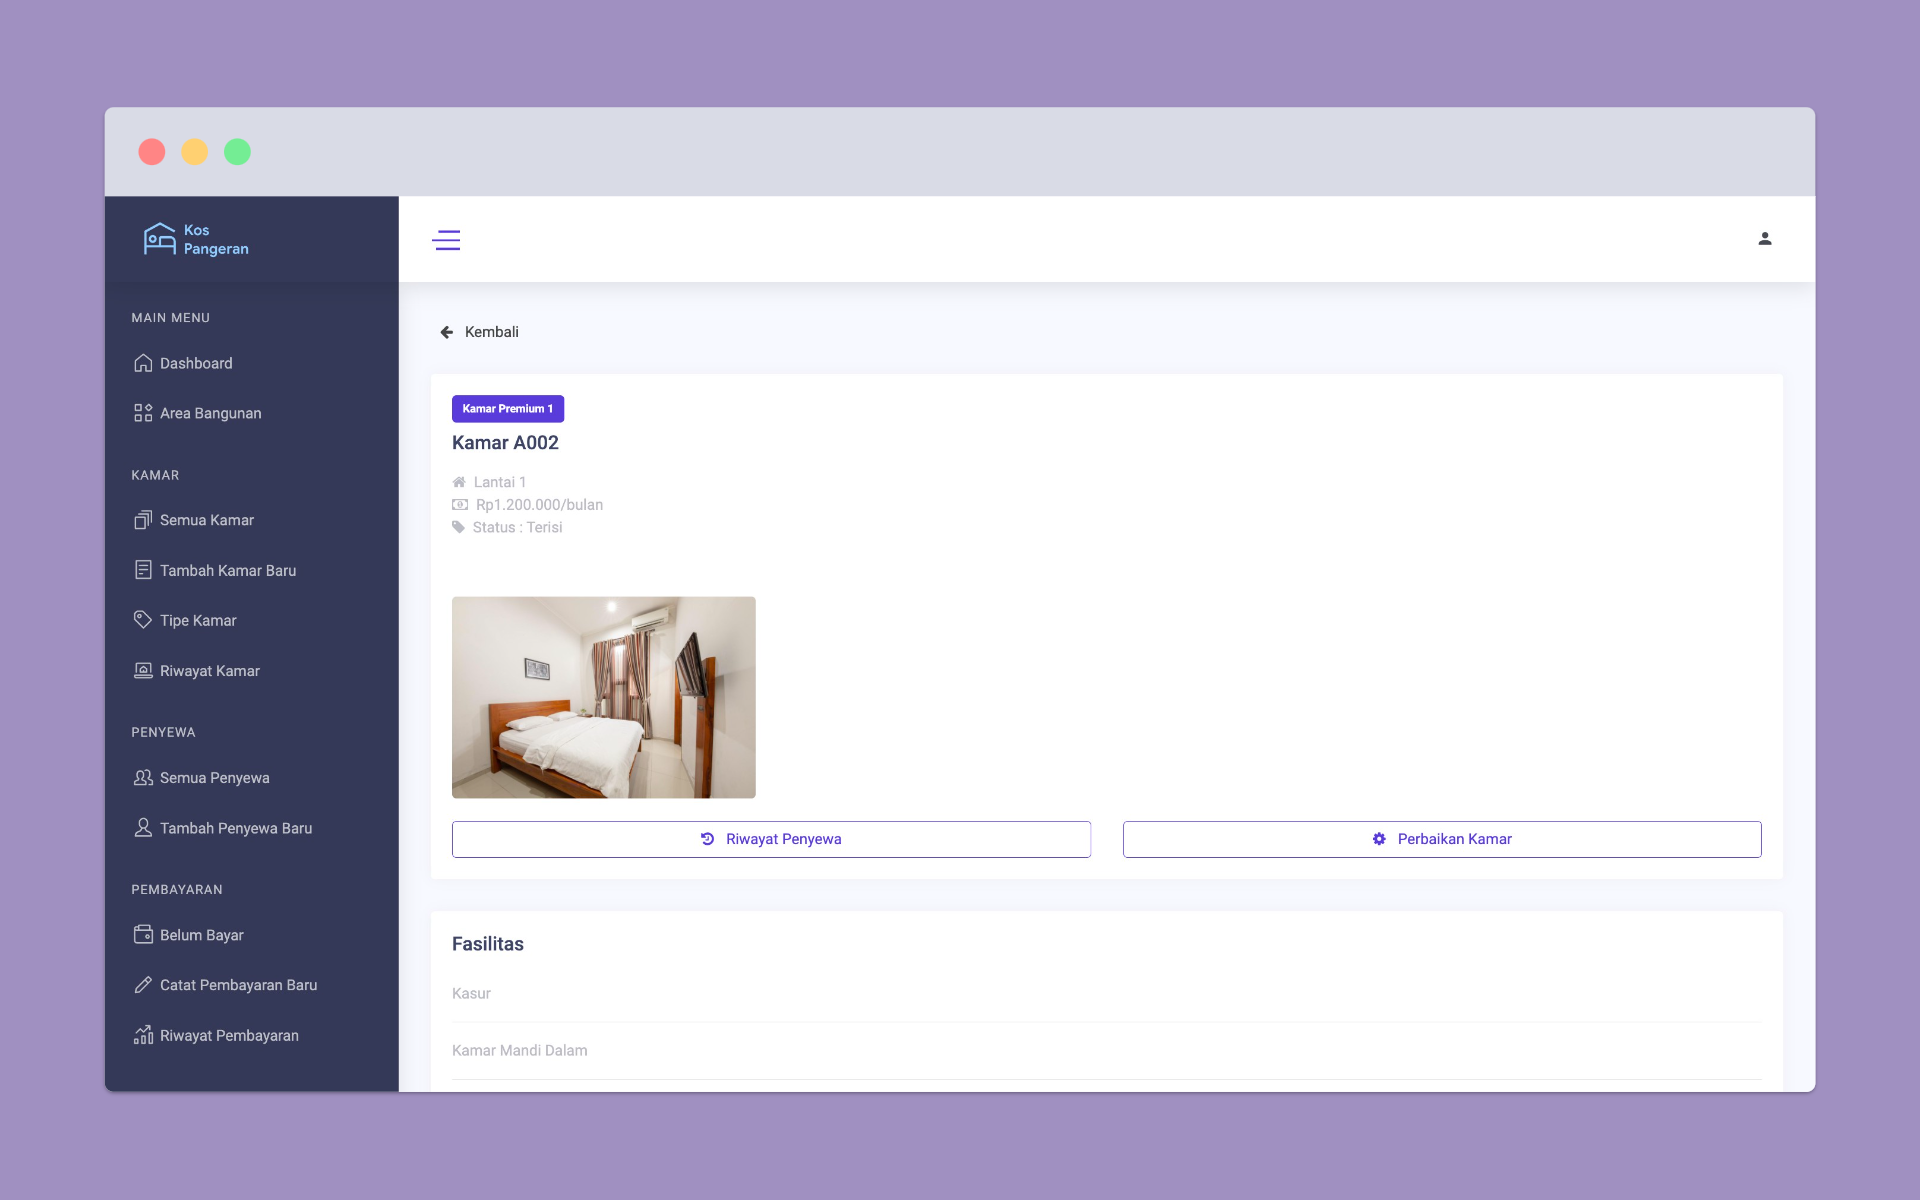 Kos
Pangeran
MAIN MENU
Dashboard
Area Bangunan
KAMAR
Semua Kamar
Tambah Kamar Baru
Tipe Kamar
Riwayat Kamar
PENYEWA
Semua Penyewa
Tambah Penyewa Baru
PEMBAYARAN
Belum Bayar
Catat Pembayaran Baru
Riwayat Pembayaran
Kembali
Kamar Premium 1
Kamar A002
Lantai 1
Rp1.200.000/bulan
Status : Terisi
Riwayat Penyewa
Perbaikan Kamar
Fasilitas
Kasur
Kamar Mandi Dalam